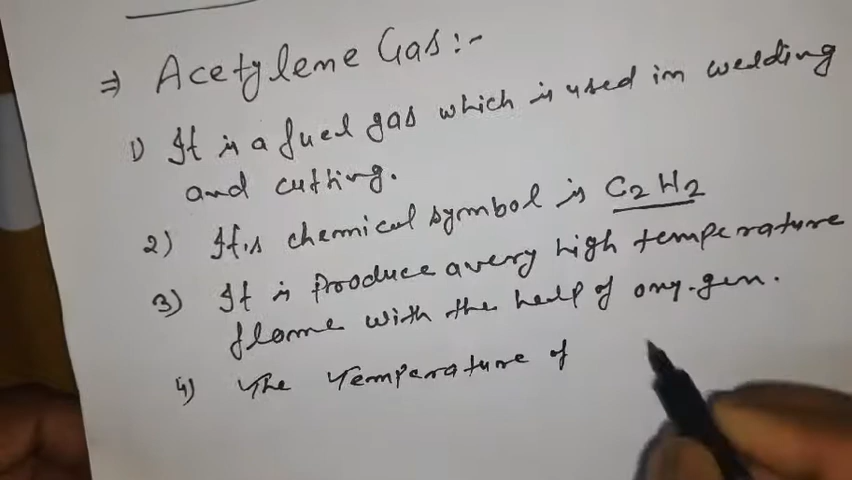 ⇒ Acetylene Gas:-
1) It is a fuel gas which is used in welding
and cutting.
2) It is chemical symbol is C2H2
3) It is Produce a very high temperature
flame with the help of oxy.gen.
4) The Temperature of